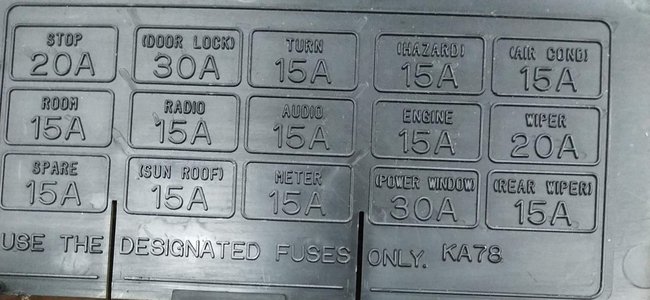 STOP (DOOR LOCK) TURN (HAZARD) (AIR COND)
20A 30A 15A 15A 15A
ROOM RADIO AUDIO ENGINE WIPER
15A 15A 15A 15A 20A
SPARE (SUN ROOF) METER (POWER WINDOW) (REAR WIPER)
15A 15A 15A 30A 15A
USE THE DESIGNATED FUSES ONLY. KA78